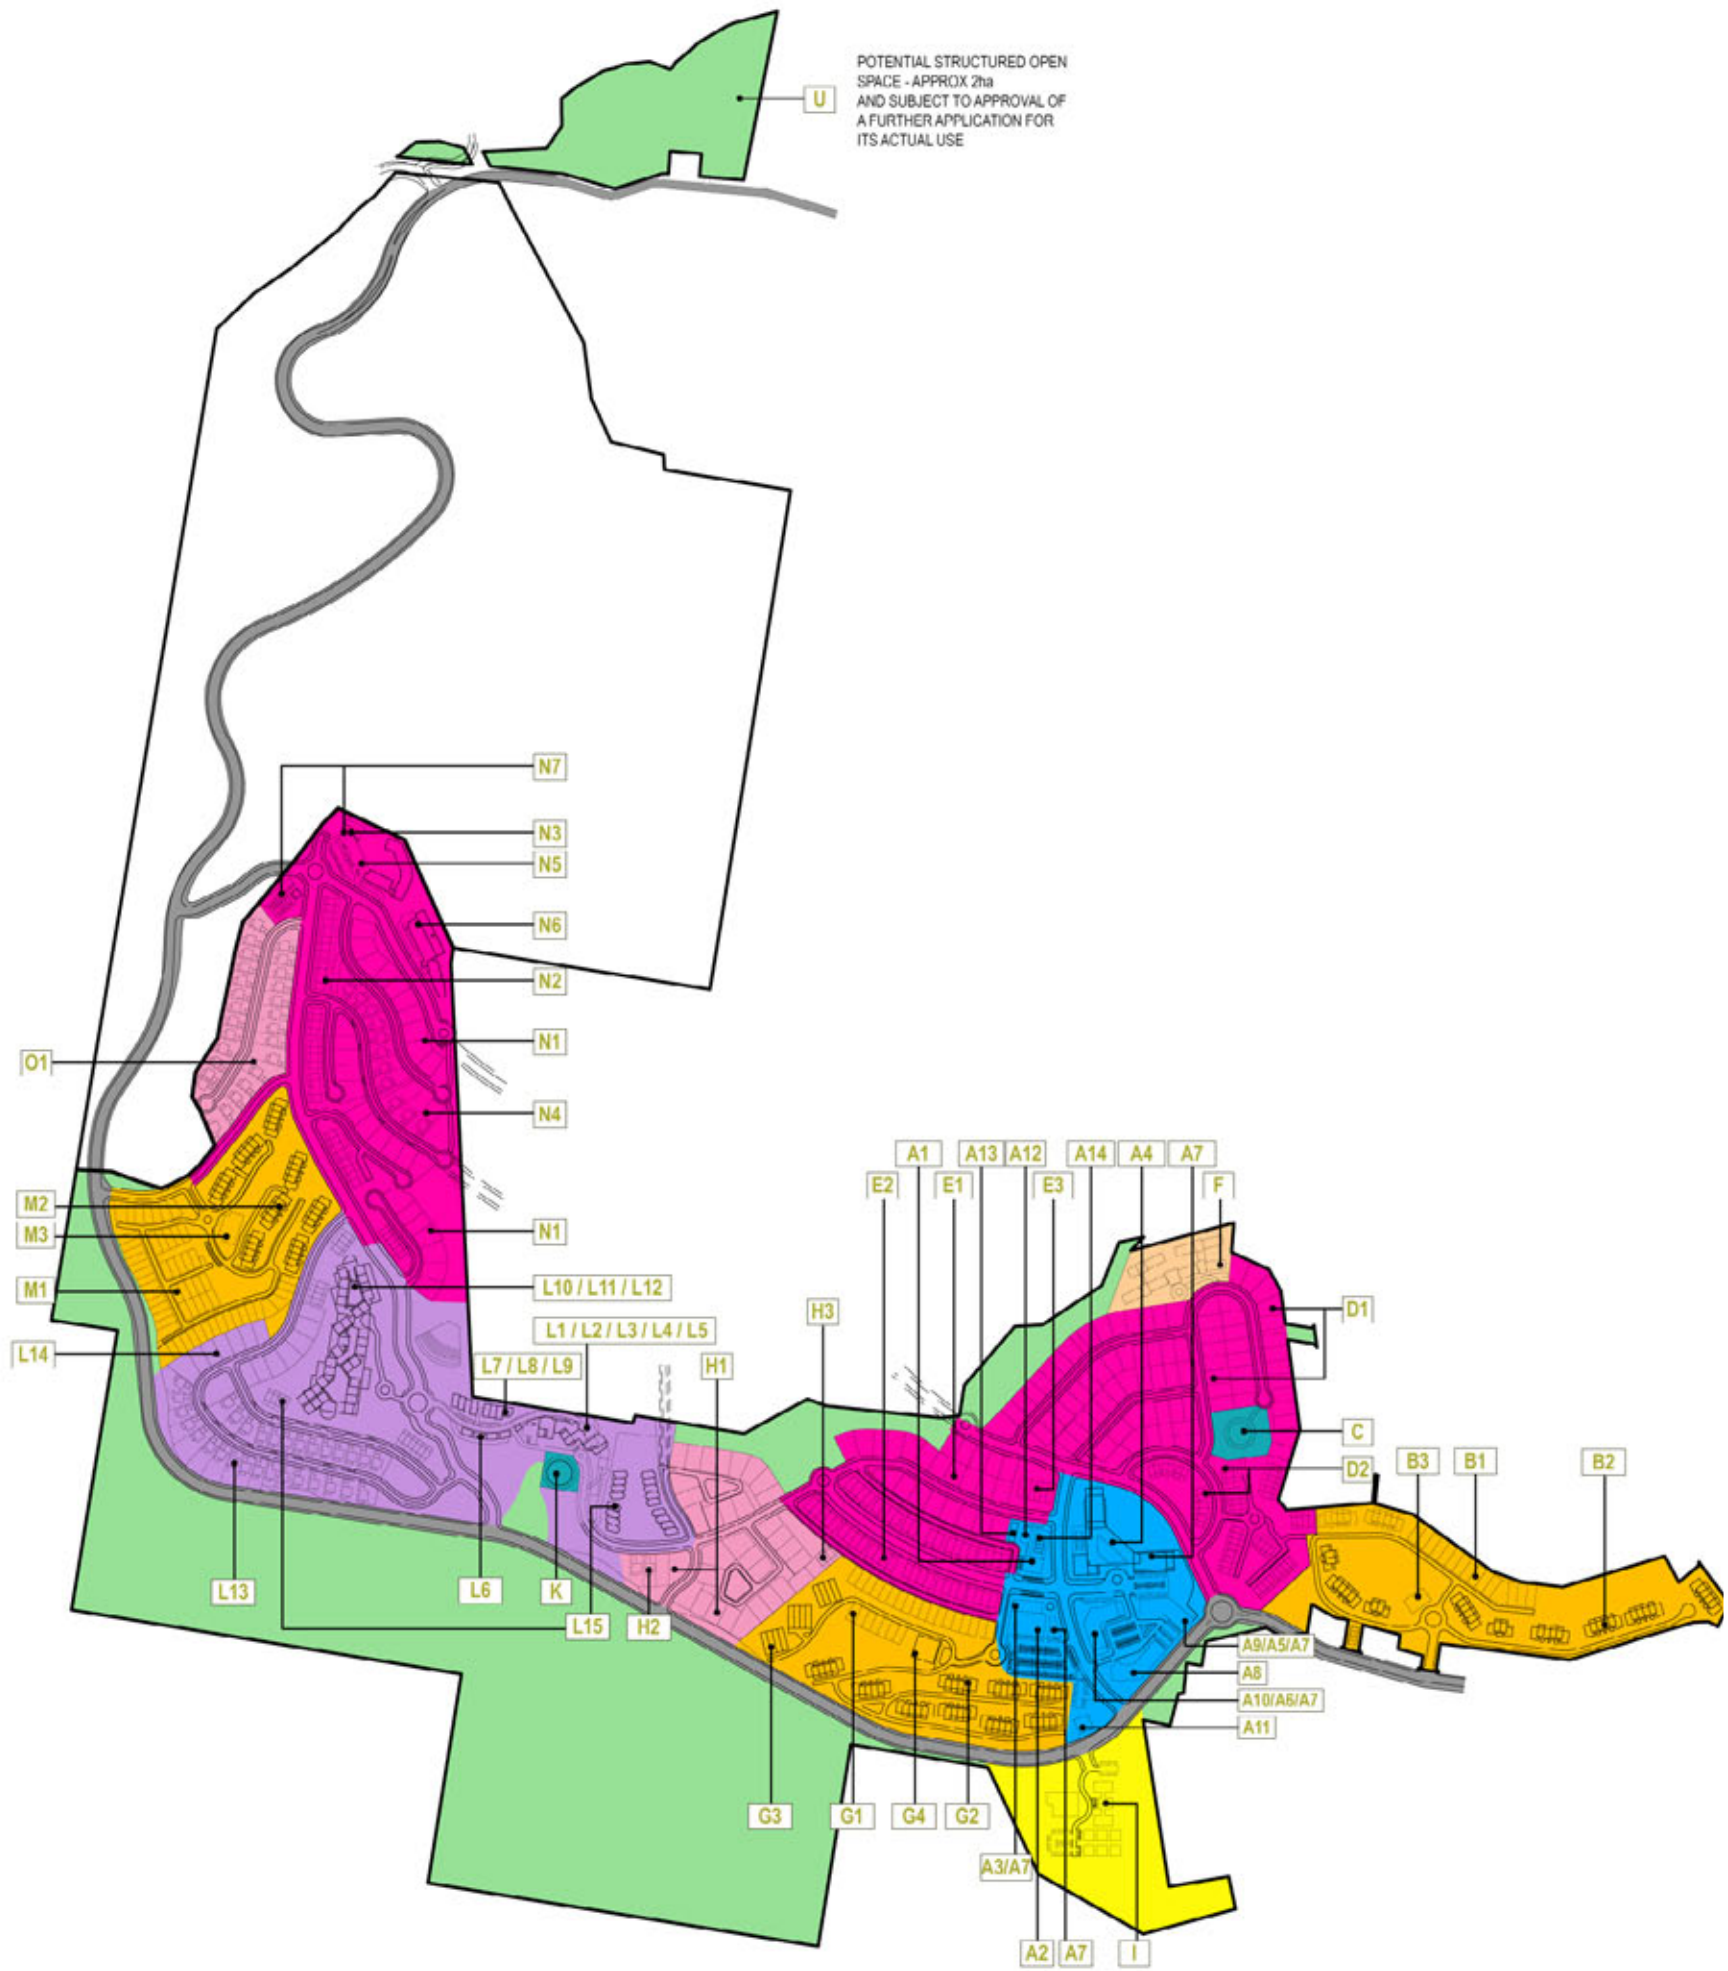 POTENTIAL STRUCTURED OPEN
SPACE - APPROX 2ha
AND SUBJECT TO APPROVAL OF
A FURTHER APPLICATION FOR
ITS ACTUAL USE
U
N7
N3
N5
N6
N2
N1
O1
N4
M2
M3
N1
M1
L10 / L11 / L12
L14
L1 / L2 / L3 / L4 / L5
L7 / L8 / L9
H1
H3
A1
A13
A12
A14
A4
A7
E2
E1
E3
F
D1
C
D2
B3
B1
B2
L13
L6
K
L15
H2
A9/A5/A7
A8
A10/A6/A7
A11
G3
G1
G4
G2
A3/A7
A2
A7
I